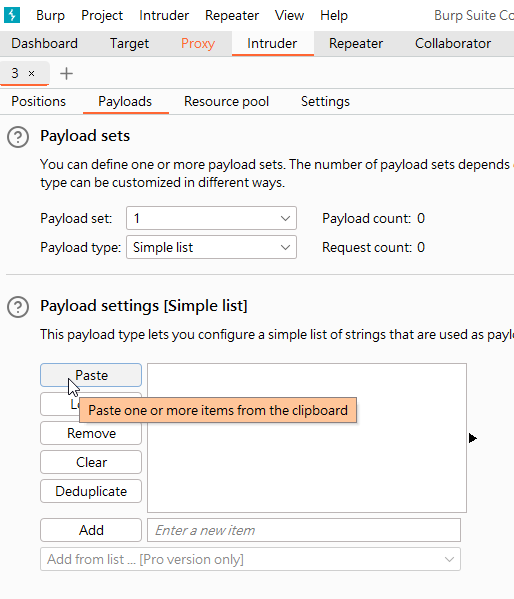 Burp Project Intruder Repeater View Help Burp Suite Co
Dashboard Target Proxy Intruder Repeater Collaborator
3 × +
Positions Payloads Resource pool Settings
? Payload sets
You can define one or more payload sets. The number of payload sets depends
type can be customized in different ways.
Payload set: 1 Payload count: 0
Payload type: Simple list Request count: 0
? Payload settings [Simple list]
This payload type lets you configure a simple list of strings that are used as paylo
Paste
Paste one or more items from the clipboard
Remove
Clear
Deduplicate
Add Enter a new item
Add from list ... [Pro version only]